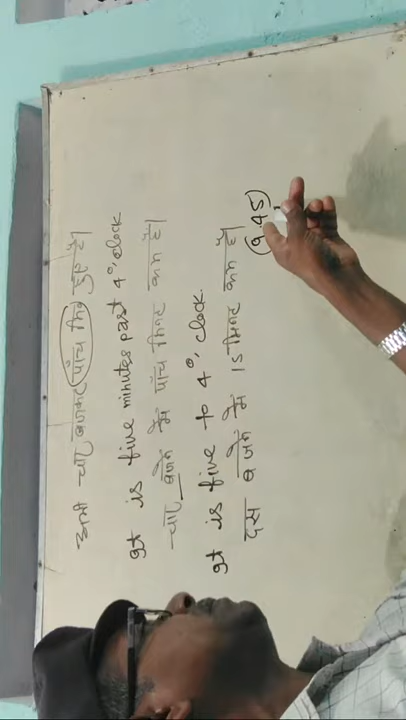 अभी चार बजकर पांच मिनट हुए हैं।
It is five minutes past 4 o'clock
चार बजने में पाँच मिनट कम हैं।
It is five to 4 o'clock.
दस बजने में 15 मिनट कम हैं। (9.45)